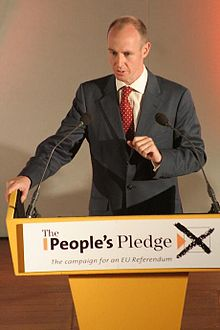 The
People's Pledge
The campaign for an EU Referendum